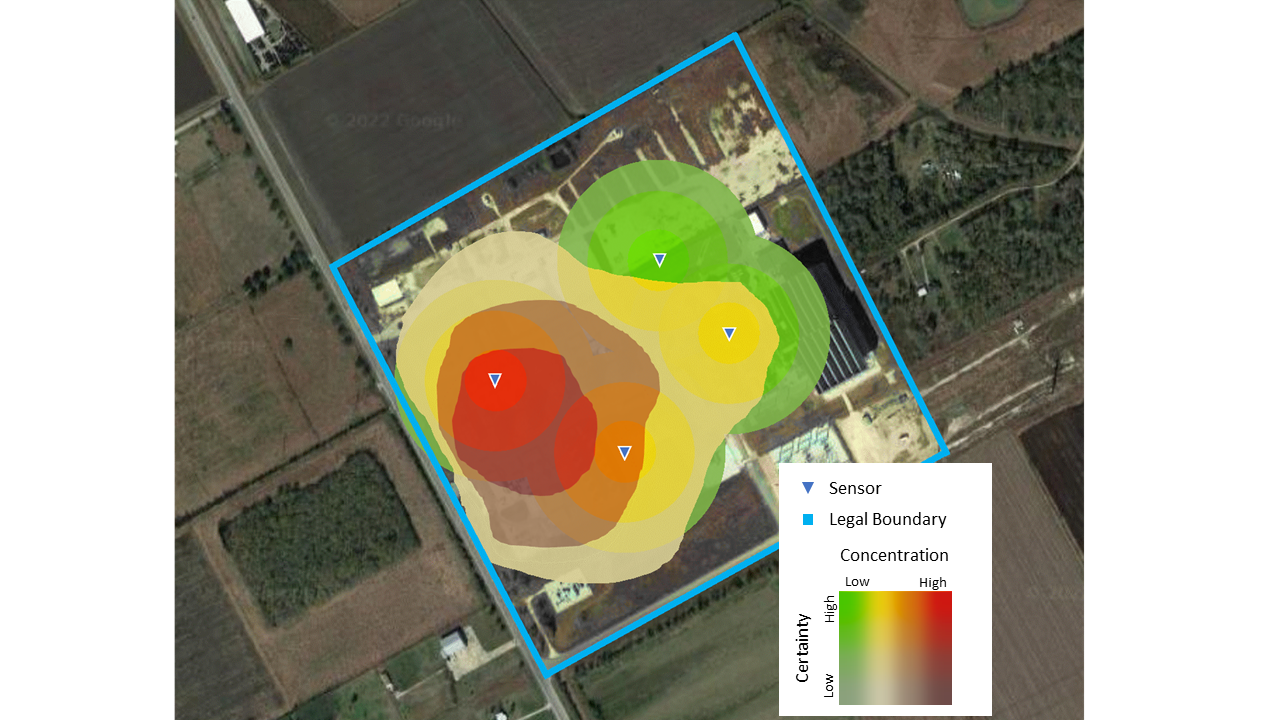 © 2022 Google
Sensor
Legal Boundary
Concentration
Low
High
Certainty
High
Low